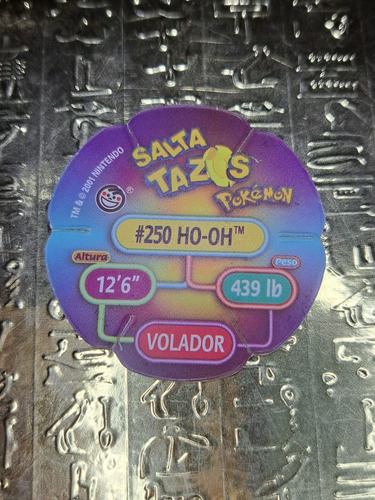 SALTA
TAZOS
POKéMON
TM & © 2001 NINTENDO
®
#250 HO-OH™
Altura
Peso
12'6"
439 lb
VOLADOR